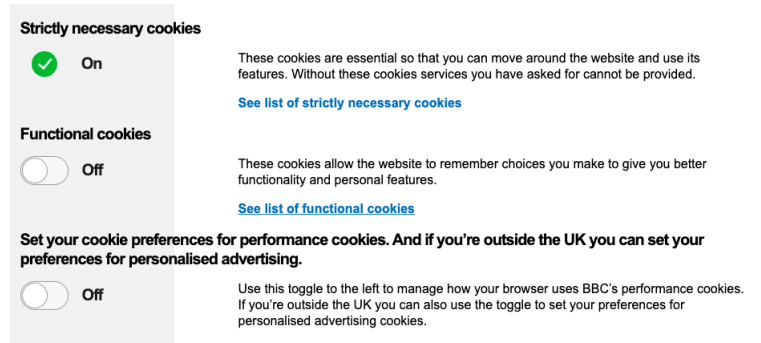 Strictly necessary cookies
On
These cookies are essential so that you can move around the website and use its
features. Without these cookies services you have asked for cannot be provided.
See list of strictly necessary cookies
Functional cookies
Off
These cookies allow the website to remember choices you make to give you better
functionality and personal features.
See list of functional cookies
Set your cookie preferences for performance cookies. And if you’re outside the UK you can set your
preferences for personalised advertising.
Off
Use this toggle to the left to manage how your browser uses BBC’s performance cookies.
If you’re outside the UK you can also use the toggle to set your preferences for
personalised advertising cookies.